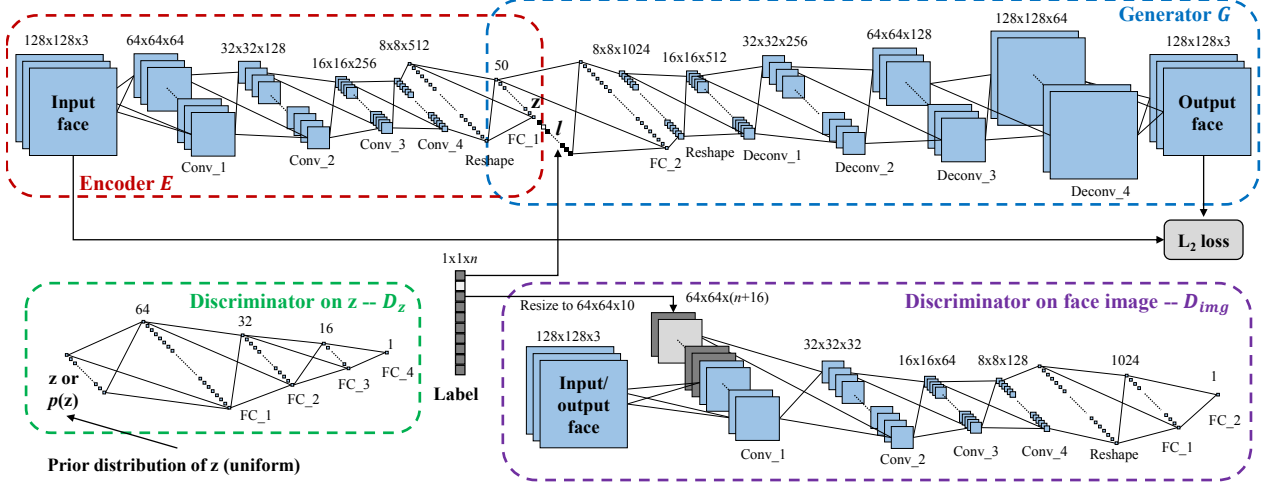 Generator G
128x128x3
64x64x64
32x32x128
16x16x256
8x8x512
50
8x8x1024
16x16x512
32x32x256
64x64x128
128x128x64
128x128x3
Input
face
z
l
Output
face
Conv_1
Conv_2
Conv_3
Conv_4
Reshape
FC_1
FC_2
Reshape
Deconv_1
Deconv_2
Deconv_3
Deconv_4
Encoder E
L2 loss
1x1xn
Label
Discriminator on z -- Dz
64
32
16
1
z or
p(z)
FC_1
FC_2
FC_3
FC_4
Prior distribution of z (uniform)
Resize to 64x64x10
64x64x(n+16)
Discriminator on face image -- Dimg
128x128x3
32x32x32
16x16x64
8x8x128
1024
1
Input/
output
face
Conv_1
Conv_2
Conv_3
Conv_4
Reshape
FC_1
FC_2